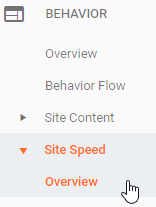 BEHAVIOR
Overview
Behavior Flow
Site Content
Site Speed
Overview